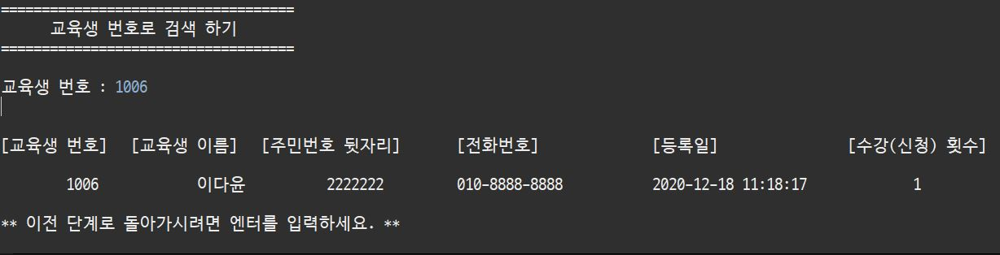 ====================================
교육생 번호로 검색 하기
====================================
교육생 번호 : 1006
[교육생 번호] [교육생 이름] [주민번호 뒷자리] [전화번호] [등록일] [수강(신청) 횟수]
1006 이다윤 2222222 010-8888-8888 2020-12-18 11:18:17 1
** 이전 단계로 돌아가시려면 엔터를 입력하세요. **